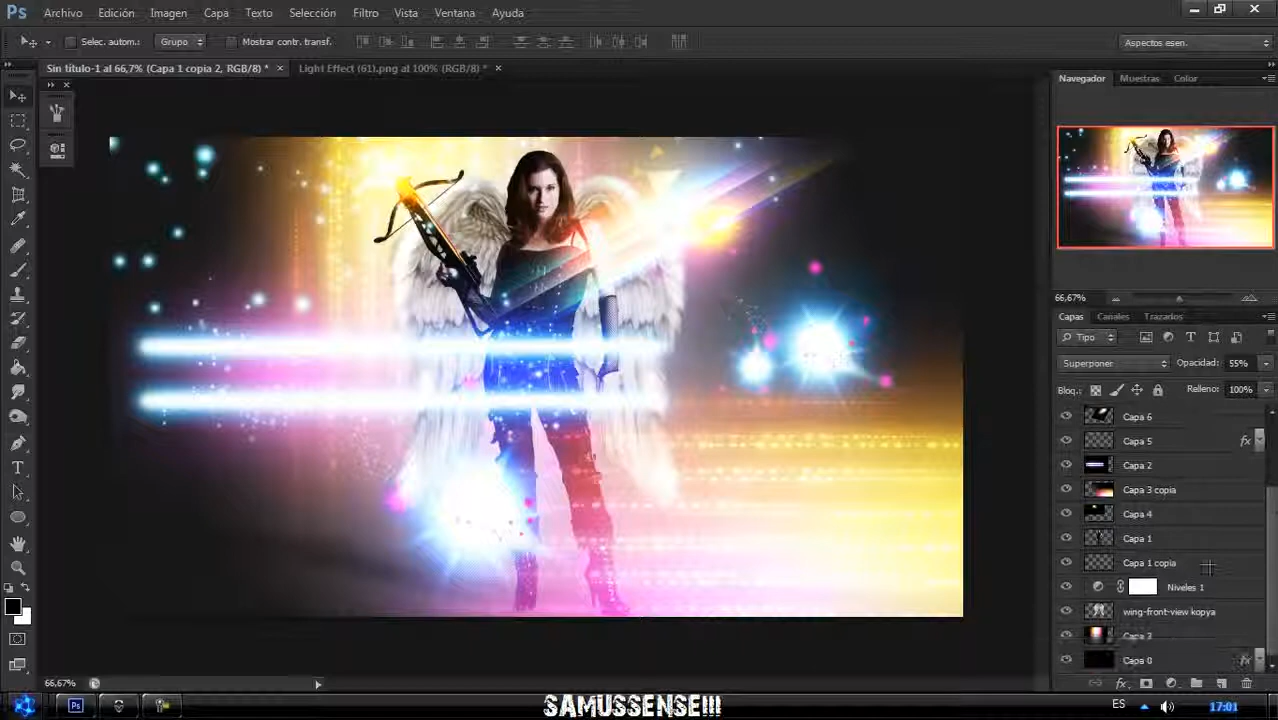 Ps Archivo Edición Imagen Capa Texto Selección Filtro Vista Ventana Ayuda
Selec. autom.: Grupo Mostrar contr. transf. Aspectos esen.
Sin título-1 al 66,7% (Capa 1 copia 2, RGB/8) * × Light Effect (61).png al 100% (RGB/8) * ×
Navegador Muestras Color
66,67%
Capas Canales Trazados
Tipo
Superponer Opacidad: 55%
Bloq.: Relleno: 100%
Capa 6
Capa 5 fx
Capa 2
Capa 3 copia
Capa 4
Capa 1
Capa 1 copia
Niveles 1
wing-front-view kopya
Capa 3
Capa 0 fx
66,67%
fx
Ps SAMUSSENSE!!! ES 17:01